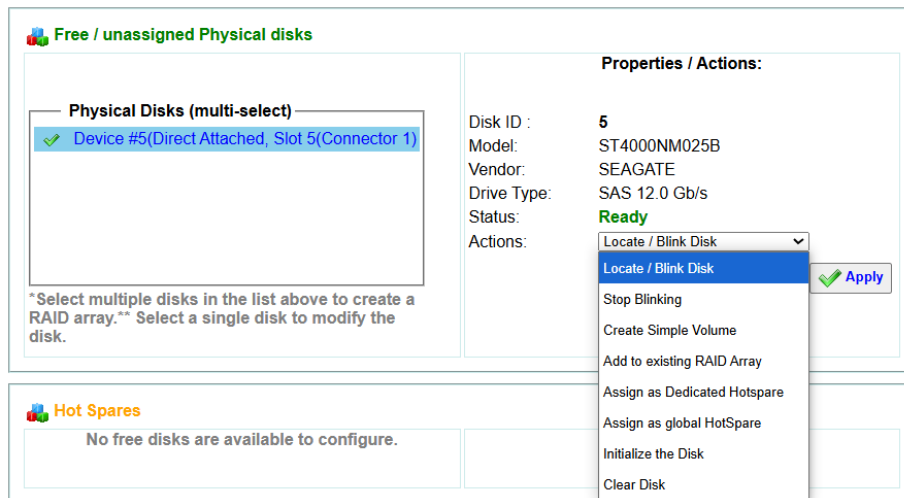 Free / unassigned Physical disks
Physical Disks (multi-select)
Device #5(Direct Attached, Slot 5(Connector 1)
*Select multiple disks in the list above to create a
RAID array.** Select a single disk to modify the
disk.
Properties / Actions:
Disk ID : 5
Model: ST4000NM025B
Vendor: SEAGATE
Drive Type: SAS 12.0 Gb/s
Status: Ready
Actions: Locate / Blink Disk
Locate / Blink Disk
Stop Blinking
Create Simple Volume
Add to existing RAID Array
Assign as Dedicated Hotspare
Assign as global HotSpare
Initialize the Disk
Clear Disk
Apply
Hot Spares
No free disks are available to configure.